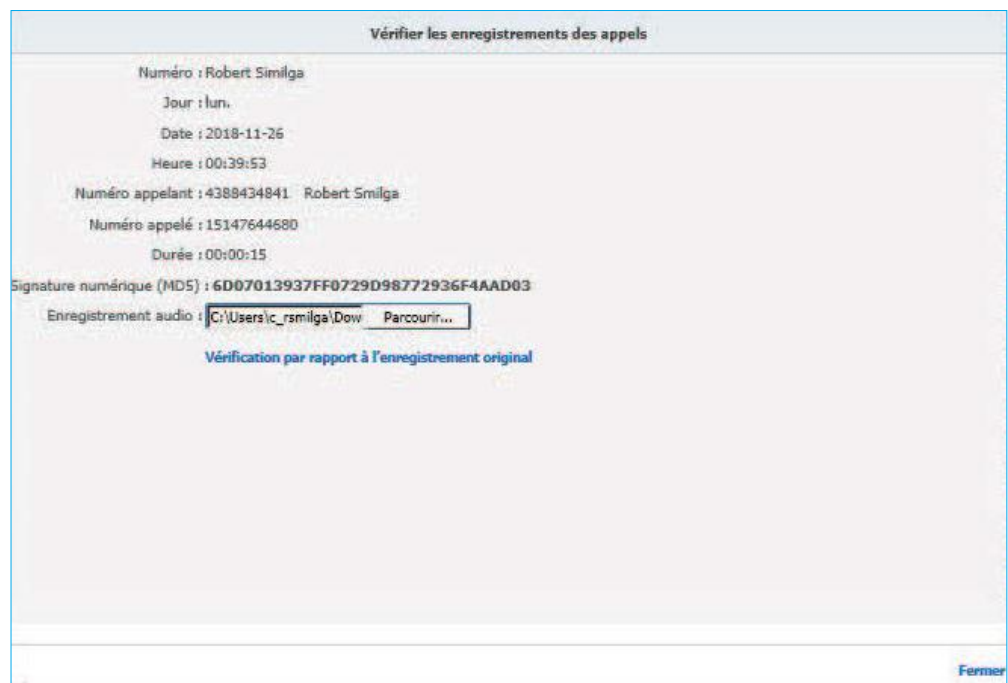 Vérifier les enregistrements des appels
Numéro : Robert Similga
Jour : lun.
Date : 2018-11-26
Heure : 00:39:53
Numéro appelant : 4388434841 Robert Smilga
Numéro appelé : 15147644680
Durée : 00:00:15
Signature numérique (MD5) : 6D07013937FF0729D98772936F4AAD03
Enregistrement audio : C:\Users\c_rsmilga\Dow Parcourir...
Vérification par rapport à l'enregistrement original
Fermer